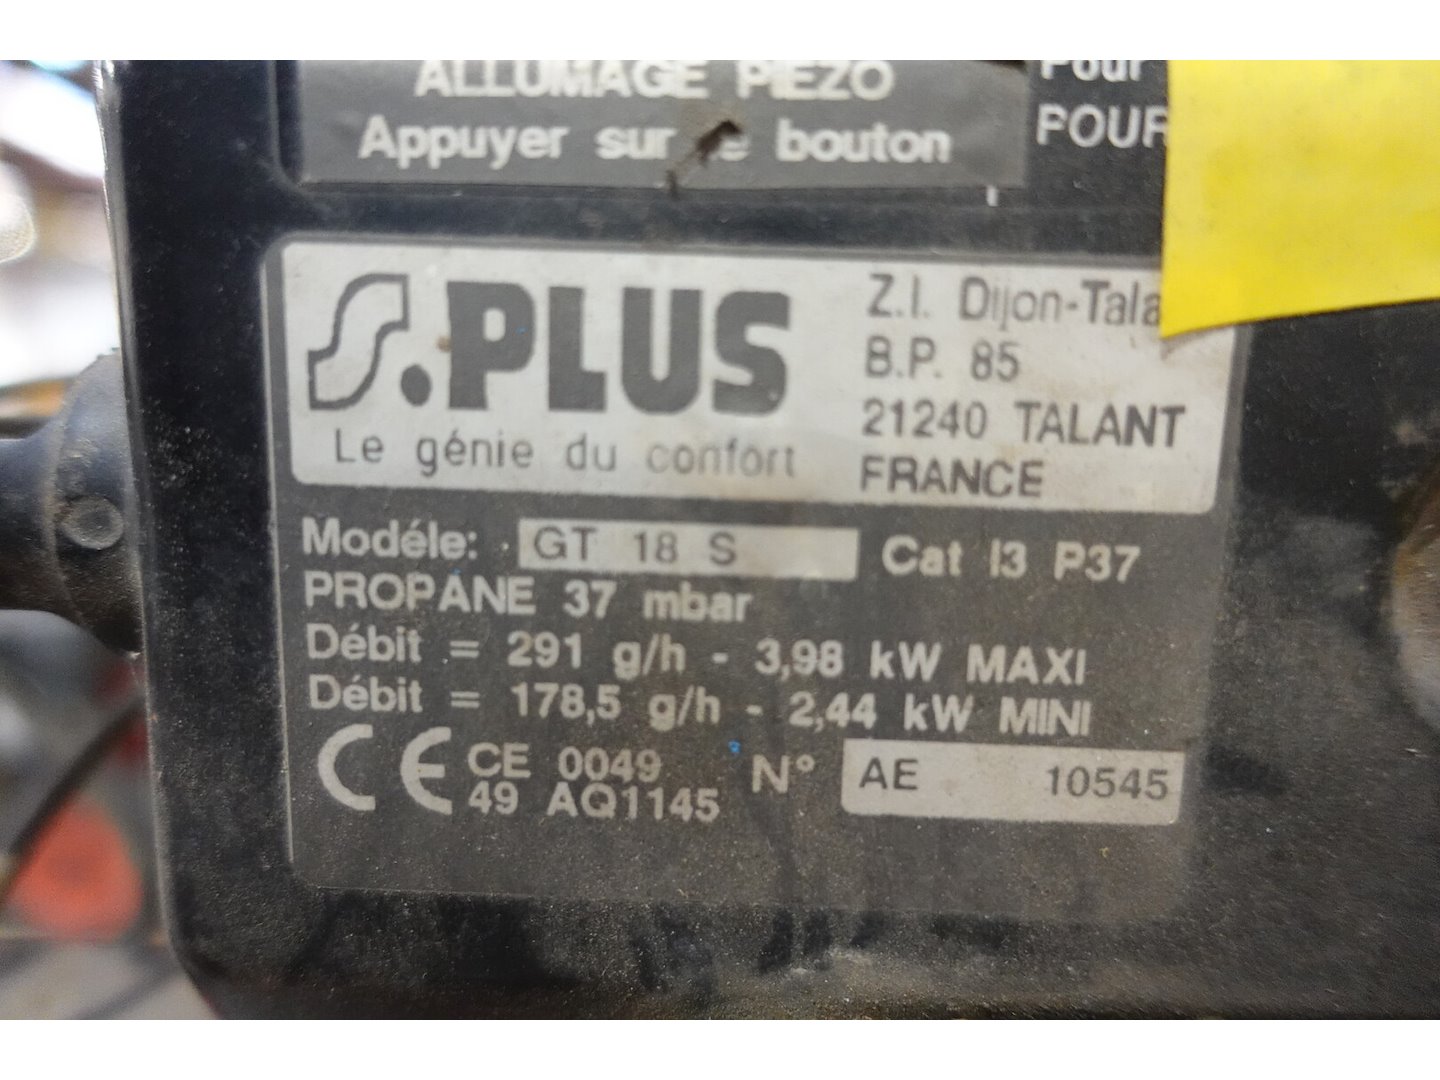 ALLUMAGE PIEZO
Appuyer sur le bouton
Pour
POUR
S.PLUS
Le génie du confort
Z.I. Dijon-Tala
B.P. 85
21240 TALANT
FRANCE
Modéle: GT 18 S Cat I3 P37
PROPANE 37 mbar
Débit = 291 g/h - 3,98 kW MAXI
Débit = 178,5 g/h - 2,44 kW MINI
CE CE 0049 N° AE 10545
49 AQ1145